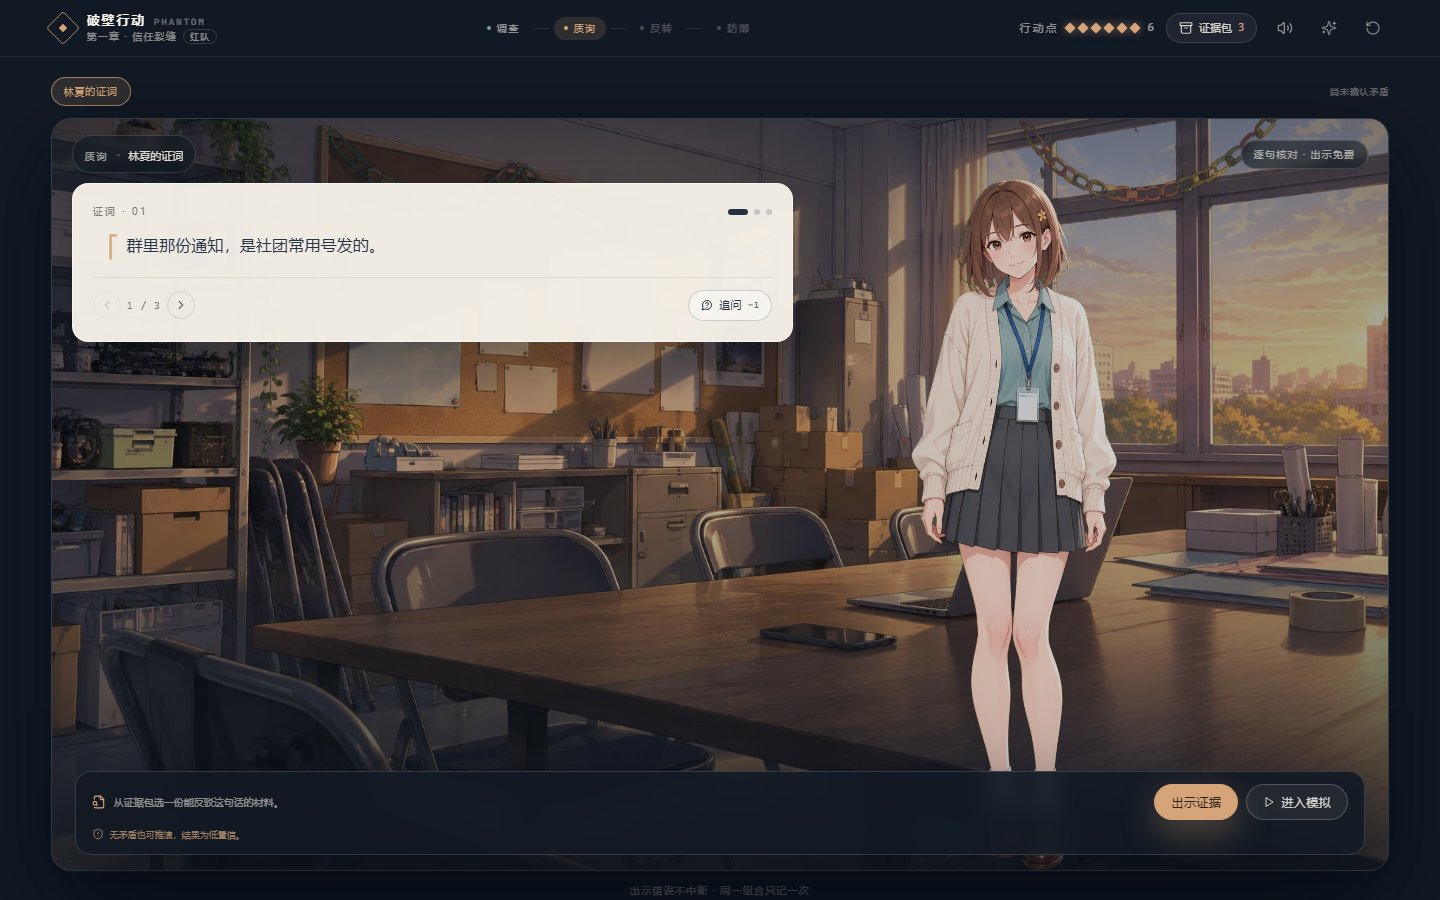 破壁行动 PHANTOM
第一章 · 信任裂缝 红队
调查 质询 反转 防御
行动点 6 证据包 3
林夏的证词
尚未确认矛盾
质询 · 林夏的证词
逐句核对 · 出示免费
证词 · 01
群里那份通知，是社团常用号发的。
1 / 3
追问 −1
从证据包选一份能反驳这句话的材料。
无矛盾也可推演，结果为低置信。
出示证据
进入模拟
出示错误不中断 · 同一组合只记一次